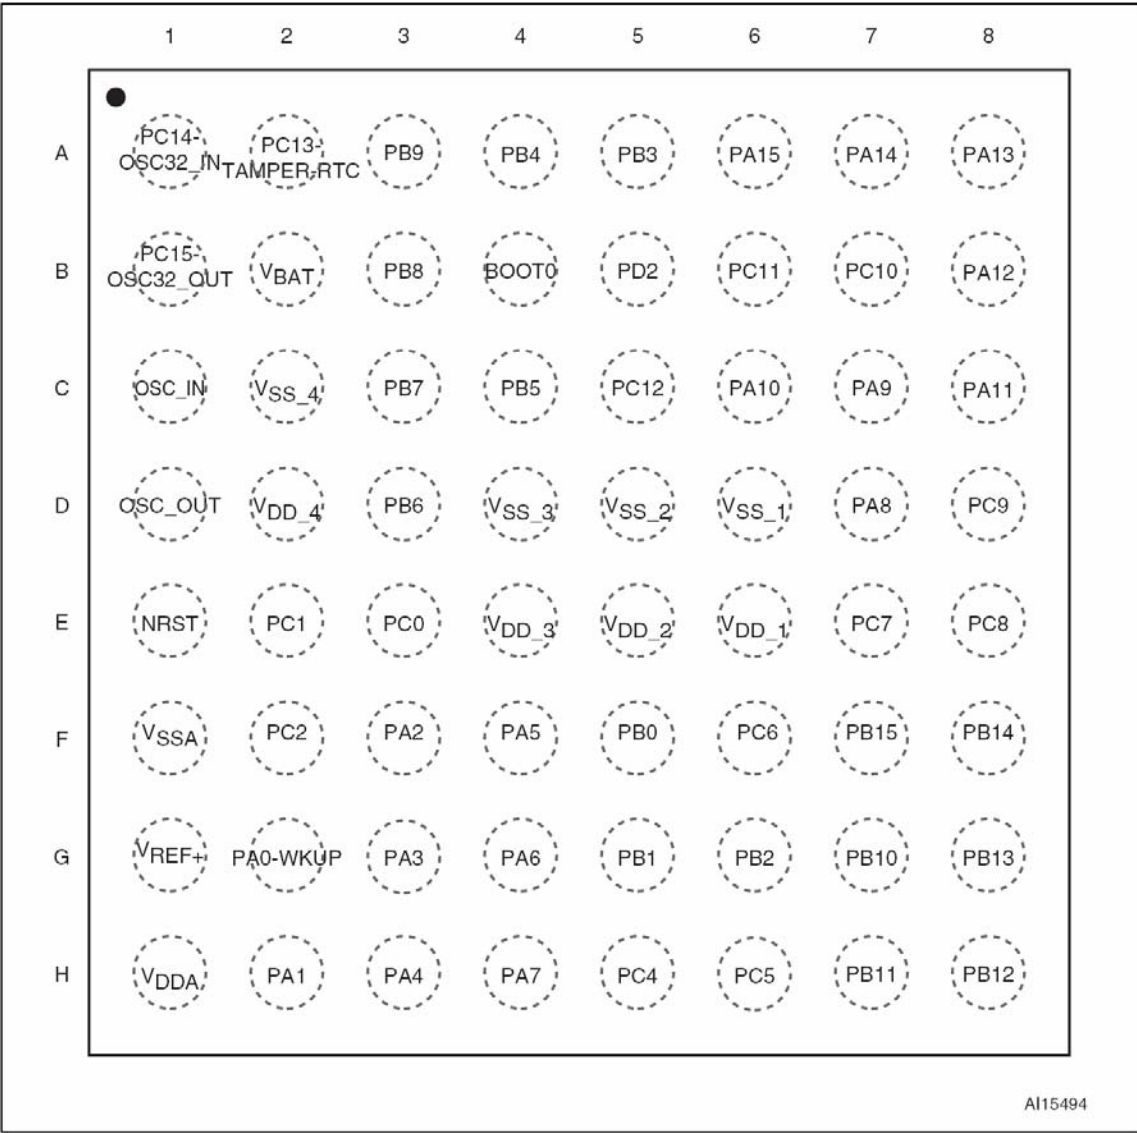 1 2 3 4 5 6 7 8
A PC14- OSC32_IN PC13- TAMPER-RTC PB9 PB4 PB3 PA15 PA14 PA13
B PC15- OSC32_OUT VBAT PB8 BOOT0 PD2 PC11 PC10 PA12
C OSC_IN VSS_4 PB7 PB5 PC12 PA10 PA9 PA11
D OSC_OUT VDD_4 PB6 VSS_3 VSS_2 VSS_1 PA8 PC9
E NRST PC1 PC0 VDD_3 VDD_2 VDD_1 PC7 PC8
F VSSA PC2 PA2 PA5 PB0 PC6 PB15 PB14
G VREF+ PA0-WKUP PA3 PA6 PB1 PB2 PB10 PB13
H VDDA PA1 PA4 PA7 PC4 PC5 PB11 PB12
AI15494